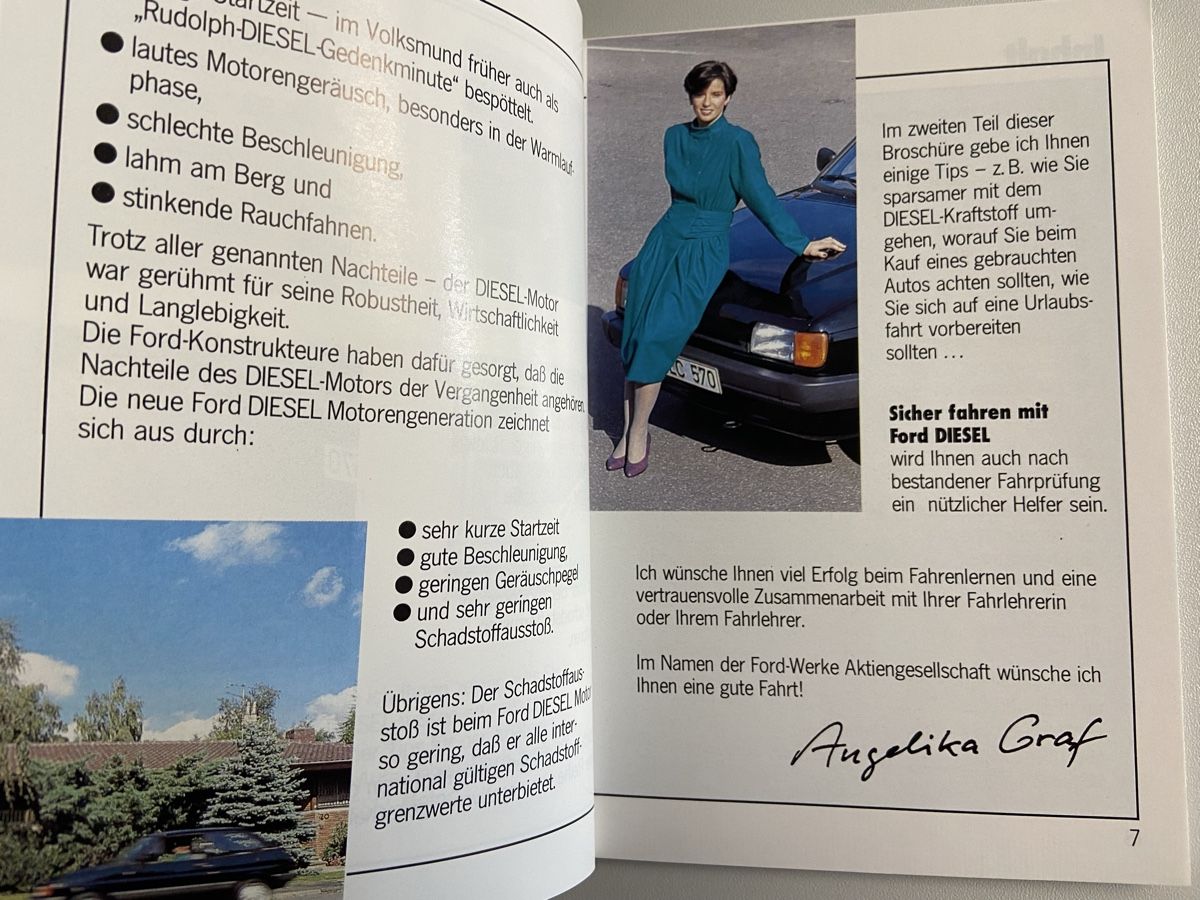 Startzeit — im Volksmund früher auch als
„Rudolph-DIESEL-Gedenkminute“ bespöttelt.
● lautes Motorengeräusch, besonders in der Warmlauf-
phase,
● schlechte Beschleunigung,
● lahm am Berg und
● stinkende Rauchfahnen.
Trotz aller genannten Nachteile – der DIESEL-Motor
war gerühmt für seine Robustheit, Wirtschaftlichkeit
und Langlebigkeit.
Die Ford-Konstrukteure haben dafür gesorgt, daß die
Nachteile des DIESEL-Motors der Vergangenheit angehören.
Die neue Ford DIESEL Motorengeneration zeichnet
sich aus durch:
● sehr kurze Startzeit
● gute Beschleunigung,
● geringen Geräuschpegel
● und sehr geringen
Schadstoffausstoß.
Übrigens: Der Schadstoffaus-
stoß ist beim Ford DIESEL Motor
so gering, daß er alle inter-
national gültigen Schadstoff-
grenzwerte unterbietet.
C 570
Im zweiten Teil dieser
Broschüre gebe ich Ihnen
einige Tips – z. B. wie Sie
sparsamer mit dem
DIESEL-Kraftstoff um-
gehen, worauf Sie beim
Kauf eines gebrauchten
Autos achten sollten, wie
Sie sich auf eine Urlaubs-
fahrt vorbereiten
sollten …
Sicher fahren mit
Ford DIESEL
wird Ihnen auch nach
bestandener Fahrprüfung
ein nützlicher Helfer sein.
Ich wünsche Ihnen viel Erfolg beim Fahrenlernen und eine
vertrauensvolle Zusammenarbeit mit Ihrer Fahrlehrerin
oder Ihrem Fahrlehrer.
Im Namen der Ford-Werke Aktiengesellschaft wünsche ich
Ihnen eine gute Fahrt!
Angelika Graf
7